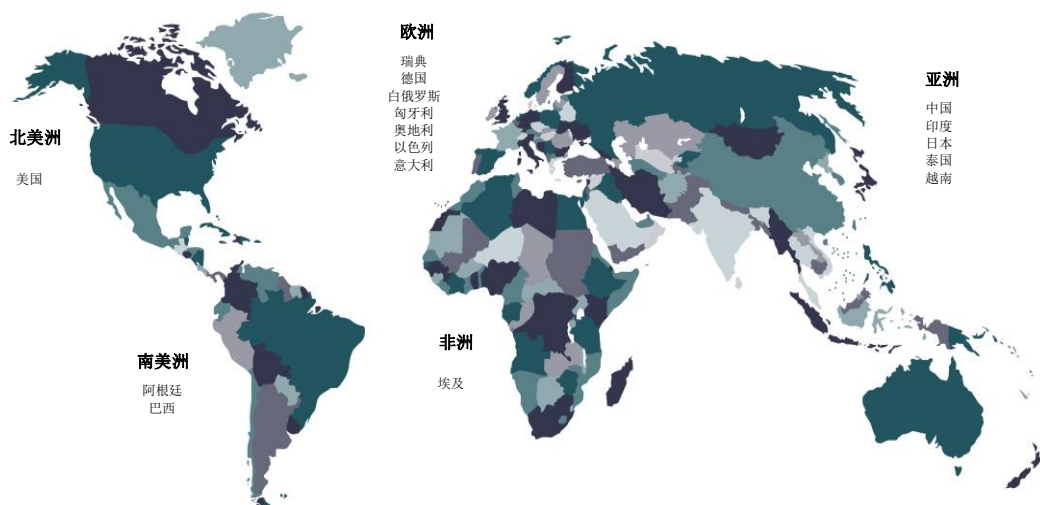 欧洲
瑞典
德国
白俄罗斯
匈牙利
奥地利
以色列
意大利
亚洲
中国
印度
日本
泰国
越南
北美洲
美国
南美洲
阿根廷
巴西
非洲
埃及